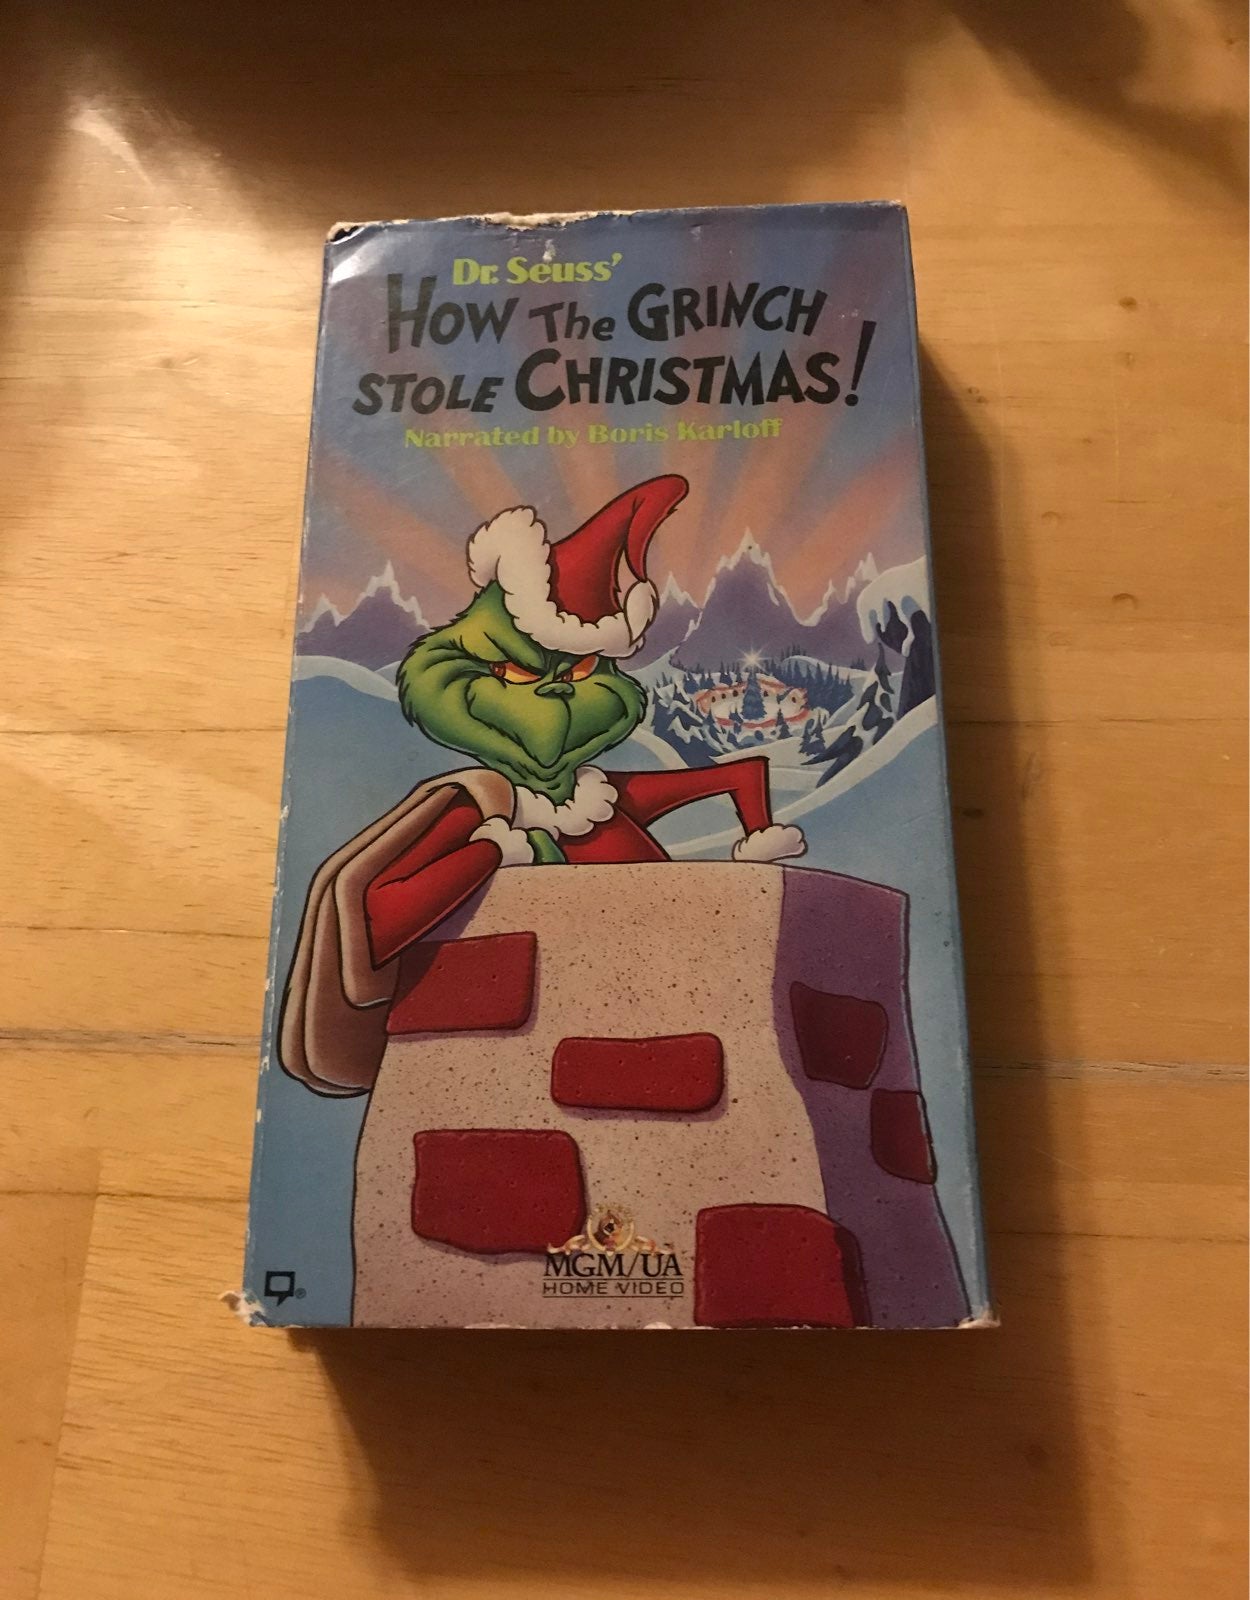 Dr. Seuss'
HOW The GRINCH
STOLE CHRISTMAS!
Narrated by Boris Karloff
MGM/UA
HOME VIDEO
®